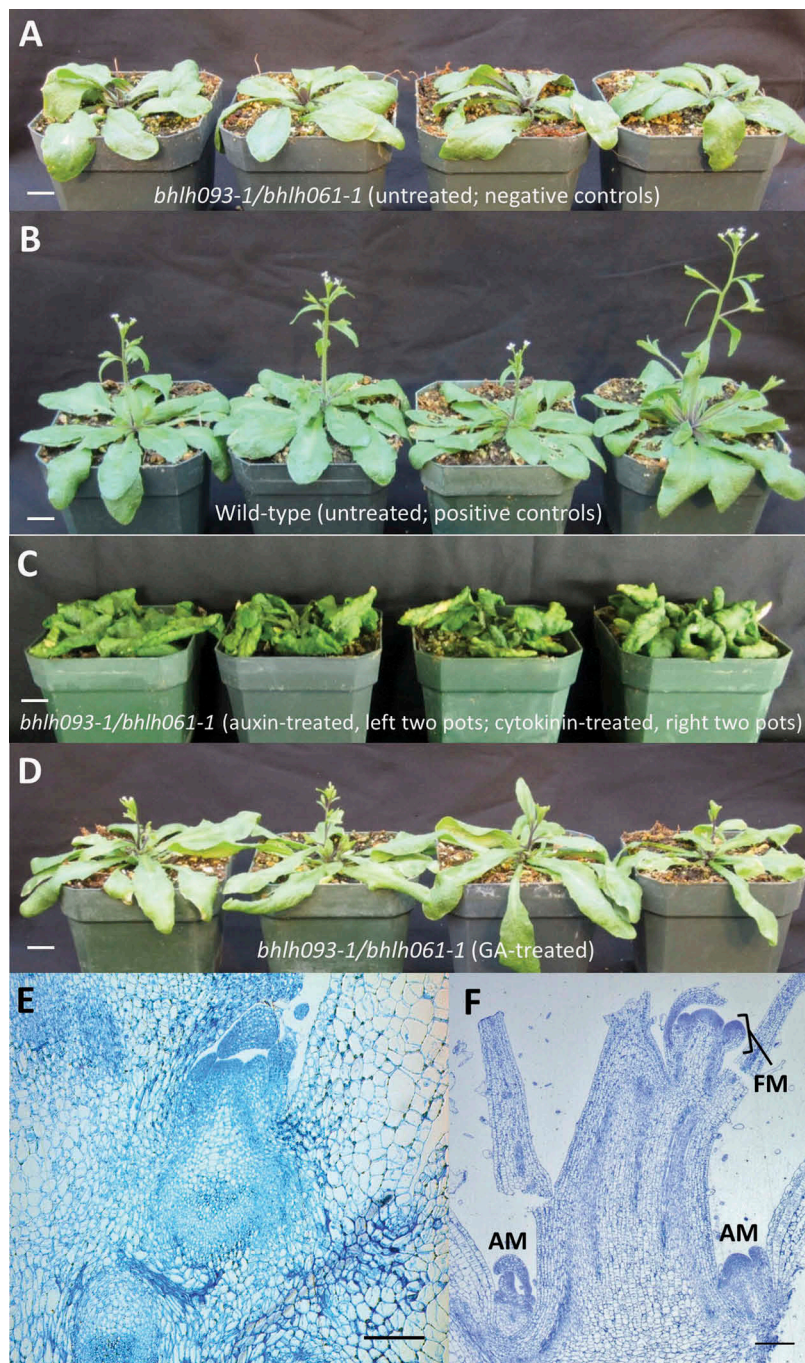 A
bhlh093-1/bhlh061-1 (untreated; negative controls)
B
Wild-type (untreated; positive controls)
C
bhlh093-1/bhlh061-1 (auxin-treated, left two pots; cytokinin-treated, right two pots)
D
bhlh093-1/bhlh061-1 (GA-treated)
E
F
FM
AM
AM